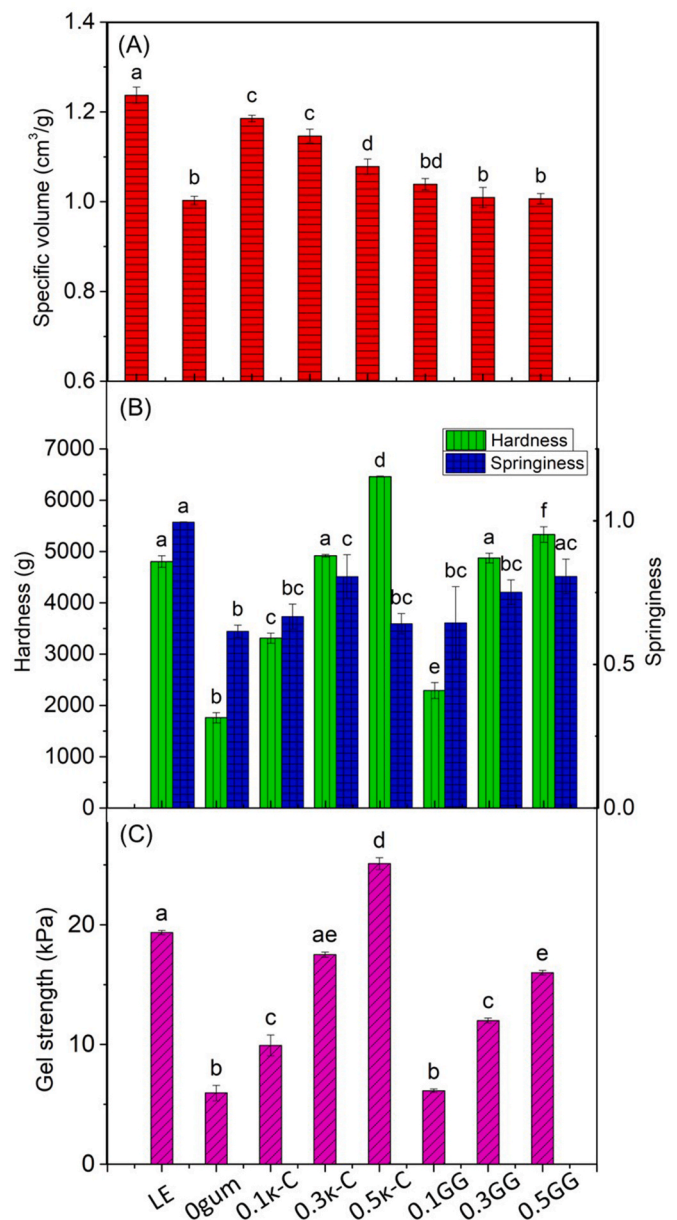 (A)
1.4
1.2
1.0
0.8
0.6
Specific volume (cm³/g)
a
b
c
c
d
bd
b
b
(B)
Hardness
Springiness
7000
6000
5000
4000
3000
2000
1000
0
Hardness (g)
1.0
0.5
0.0
Springiness
a a
b b
c bc
a c
d bc
e bc
a bc
f ac
(C)
20
10
0
Gel strength (kPa)
a
b
c
ae
d
b
c
e
LE 0gum 0.1κ-C 0.3κ-C 0.5κ-C 0.1GG 0.3GG 0.5GG